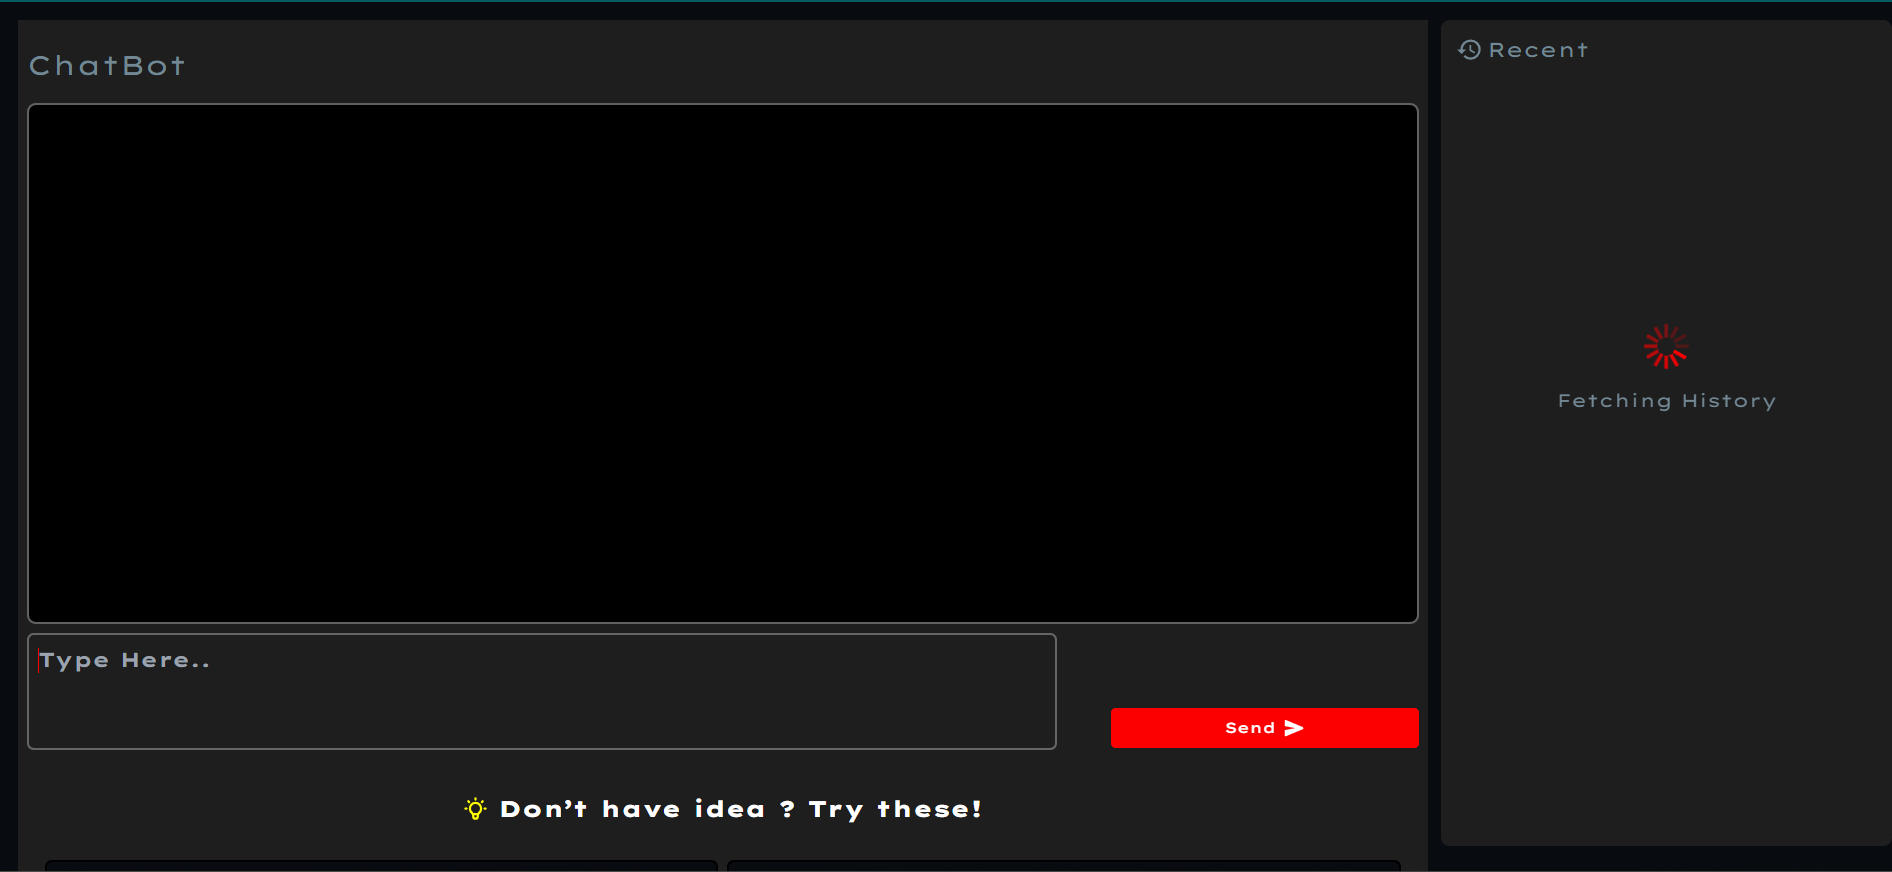 ChatBot
Recent
Fetching History
Type Here..
Send
Don’t have idea ? Try these!